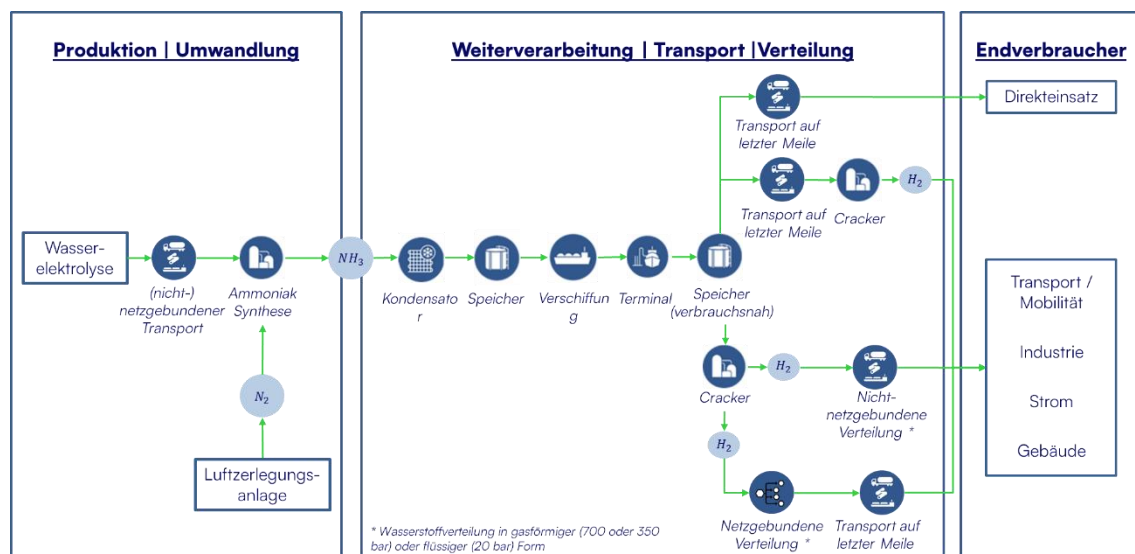 Produktion | Umwandlung
Weiterverarbeitung | Transport |Verteilung
Endverbraucher
Transport auf
letzter Meile
Direkteinsatz
Transport auf
letzter Meile
Cracker
H2
Wasser-
elektrolyse
(nicht-)
netzgebundener
Transport
Ammoniak
Synthese
NH3
Kondensato
r
Speicher
Verschiffun
g
Terminal
Speicher
(verbrauchsnah)
N2
Luftzerlegungs-
anlage
Cracker
H2
Nicht-
netzgebundene
Verteilung *
H2
Netzgebundene
Verteilung *
Transport auf
letzter Meile
Transport /
Mobilität
Industrie
Strom
Gebäude
* Wasserstoffverteilung in gasförmiger (700 oder 350
bar) oder flüssiger (20 bar) Form